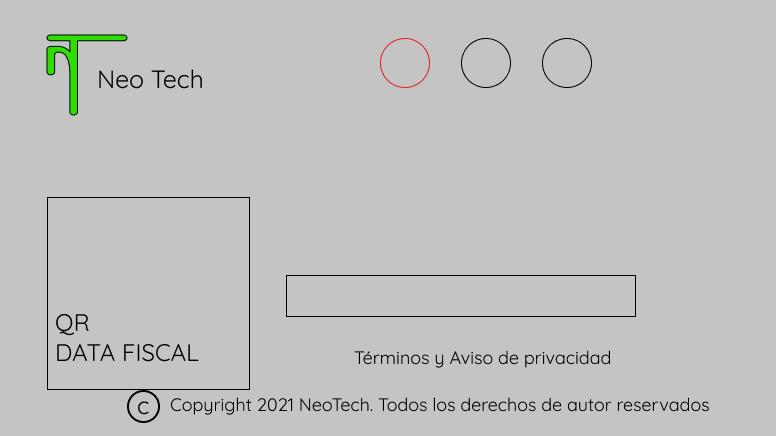 Neo Tech
QR
DATA FISCAL
Términos y Aviso de privacidad
C Copyright 2021 NeoTech. Todos los derechos de autor reservados